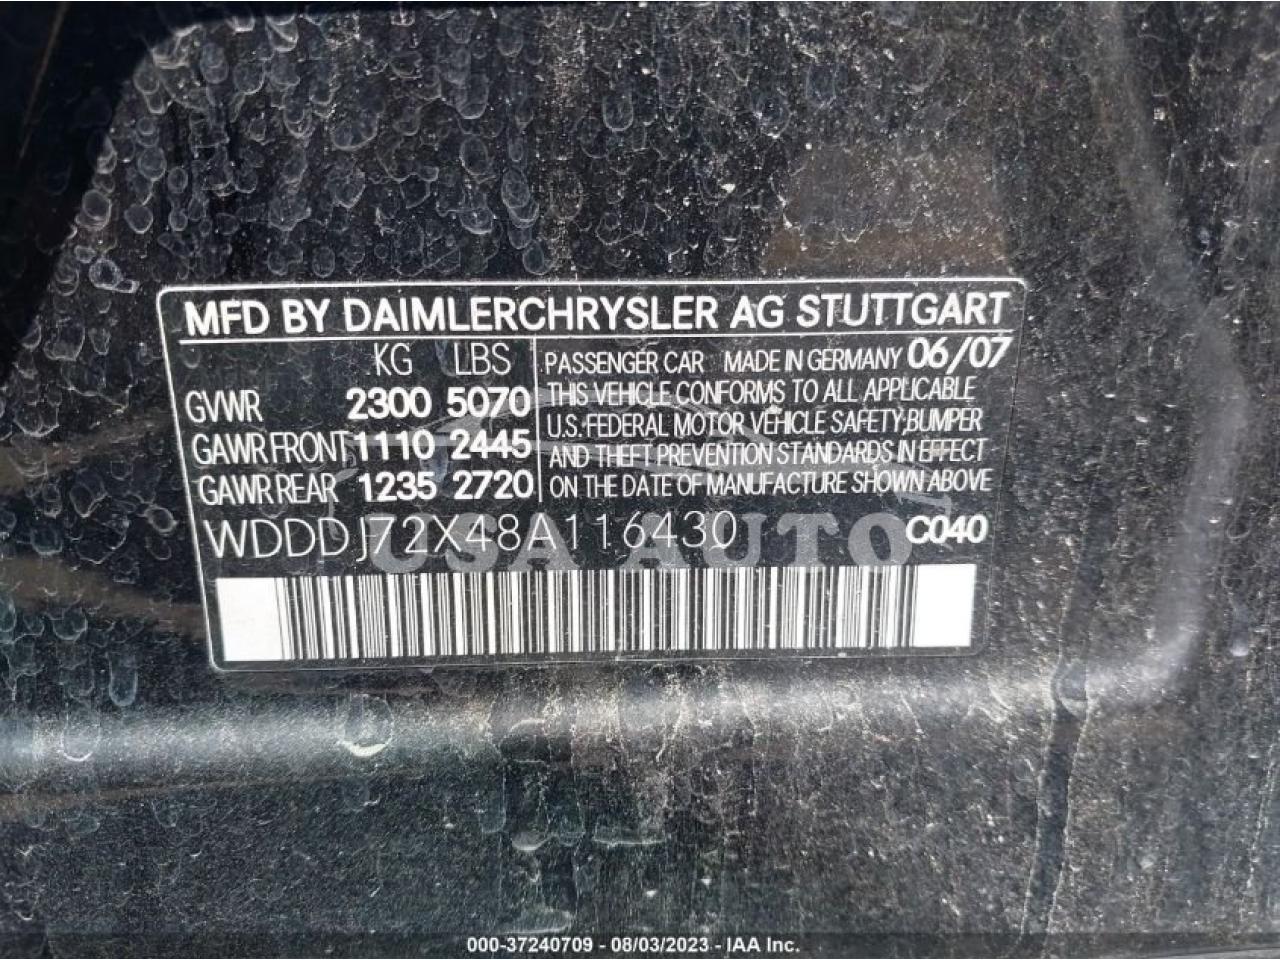 MFD BY DAIMLERCHRYSLER AG STUTTGART
KG LBS
GVWR 2300 5070
GAWR FRONT 1110 2445
GAWR REAR 1235 2720
PASSENGER CAR MADE IN GERMANY 06/07
THIS VEHICLE CONFORMS TO ALL APPLICABLE
U.S. FEDERAL MOTOR VEHICLE SAFETY, BUMPER
AND THEFT PREVENTION STANDARDS IN EFFECT
ON THE DATE OF MANUFACTURE SHOWN ABOVE
WDDDJ72X48A116430 C040
USA AUTO
000-37240709 - 08/03/2023 - IAA Inc.